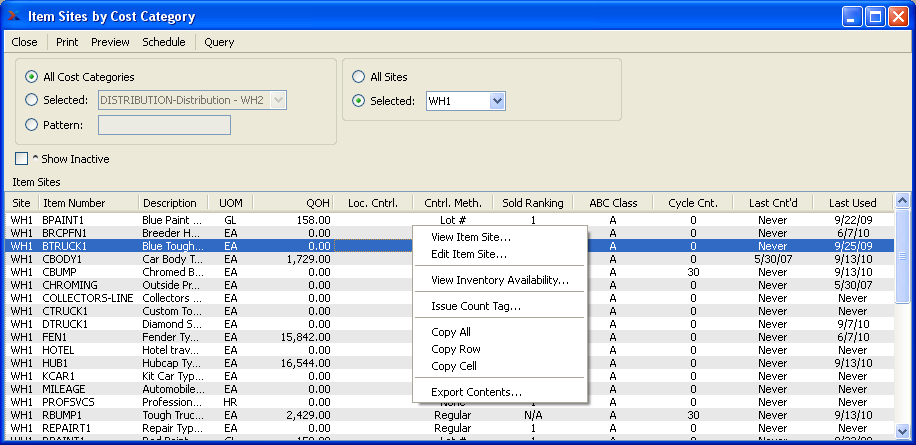 Item Sites by Cost Category
Close Print Preview Schedule Query
All Cost Categories
Selected: DISTRIBUTION-Distribution - WH2
Pattern:
All Sites
Selected: WH1
^ Show Inactive
Item Sites
Site Item Number Description UOM QOH Loc. Cntrl. Cntrl. Meth. Sold Ranking ABC Class Cycle Cnt. Last Cnt'd Last Used
WH1 BPAINT1 Blue Paint ... GL 158.00 Lot # 1 A 0 Never 9/22/09
WH1 BRCPFN1 Breeder H... EA 0.00 A 0 Never 6/7/10
WH1 BTRUCK1 Blue Tough... EA 0.00 A 0 Never 9/25/09
WH1 CBODY1 Car Body T... EA 1,729.00 A 0 5/30/07 9/13/10
WH1 CBUMP Chromed B... EA 0.00 A 30 Never 9/13/10
WH1 CHROMING Outside Pr... EA 0.00 A 0 Never 5/30/07
WH1 COLLECTORS-LINE Collectors ... EA 0.00 A 0 Never Never
WH1 CTRUCK1 Custom To... EA 0.00 A 0 Never Never
WH1 DTRUCK1 Diamond S... EA 0.00 A 0 Never 9/7/10
WH1 FEN1 Fender Ty... EA 15,842.00 A 0 Never 9/13/10
WH1 HOTEL Hotel trav... EA 0.00 A 0 Never Never
WH1 HUB1 Hubcap Ty... EA 16,544.00 A 0 Never 9/13/10
WH1 KCAR1 Kit Car Typ... EA 0.00 A 0 Never Never
WH1 MILEAGE Automobile... EA 0.00 A 0 Never Never
WH1 PROFSVCS Profession... HR 0.00 None 1 A 0 Never Never
WH1 RBUMP1 Tough Truc... EA 2,429.00 Regular N/A A 30 Never 9/13/10
WH1 REPAIRT1 Repair Typ... EA 0.00 Regular 1 A 0 Never Never
View Item Site...
Edit Item Site...
View Inventory Availability...
Issue Count Tag...
Copy All
Copy Row
Copy Cell
Export Contents...